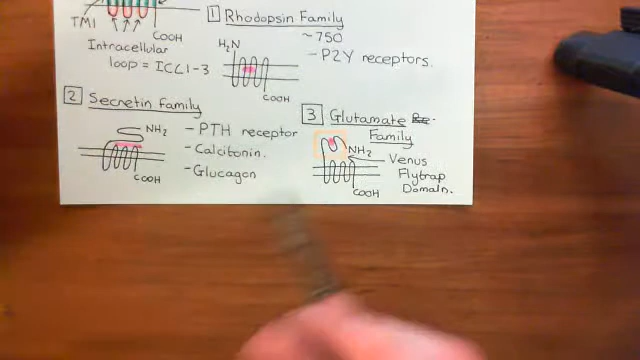 TM1
COOH
Intracellular
loop = ICL1-3
1 Rhodopsin Family
~750
- P2Y receptors.
H₂N
COOH
2 Secretin Family
NH₂
COOH
- PTH receptor
- Calcitonin.
- Glucagon
3 Glutamate
Family
NH₂
COOH
Venus
Flytrap
Domain.